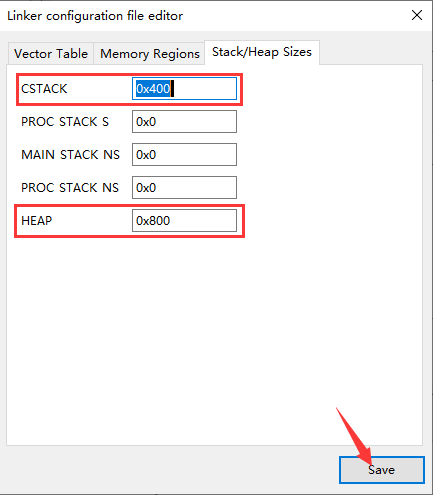 Linker configuration file editor
Vector Table Memory Regions Stack/Heap Sizes
CSTACK 0x400
PROC STACK S 0x0
MAIN STACK NS 0x0
PROC STACK NS 0x0
HEAP 0x800
Save